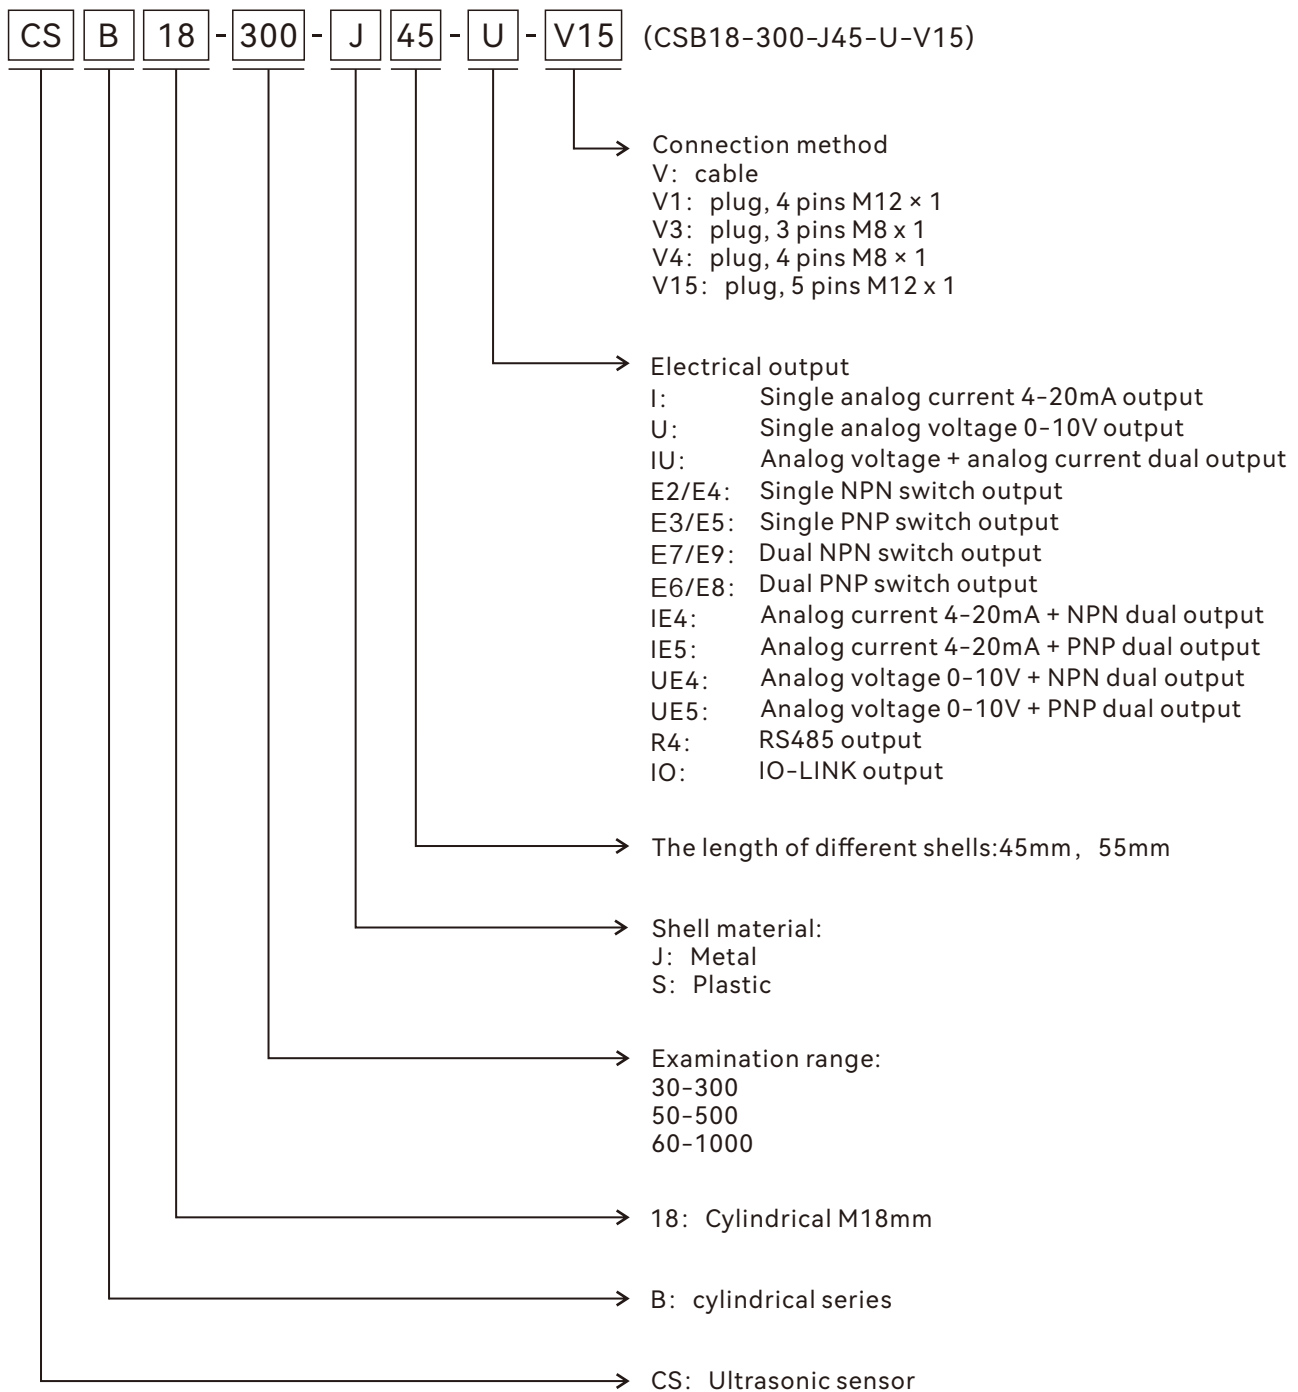 CS B 18 - 300 - J 45 - U - V15 (CSB18-300-J45-U-V15)
Connection method
V: cable
V1: plug, 4 pins M12 × 1
V3: plug, 3 pins M8 x 1
V4: plug, 4 pins M8 × 1
V15: plug, 5 pins M12 x 1
Electrical output
I: Single analog current 4-20mA output
U: Single analog voltage 0-10V output
IU: Analog voltage + analog current dual output
E2/E4: Single NPN switch output
E3/E5: Single PNP switch output
E7/E9: Dual NPN switch output
E6/E8: Dual PNP switch output
IE4: Analog current 4-20mA + NPN dual output
IE5: Analog current 4-20mA + PNP dual output
UE4: Analog voltage 0-10V + NPN dual output
UE5: Analog voltage 0-10V + PNP dual output
R4: RS485 output
IO: IO-LINK output
The length of different shells:45mm, 55mm
Shell material:
J: Metal
S: Plastic
Examination range:
30-300
50-500
60-1000
18: Cylindrical M18mm
B: cylindrical series
CS: Ultrasonic sensor